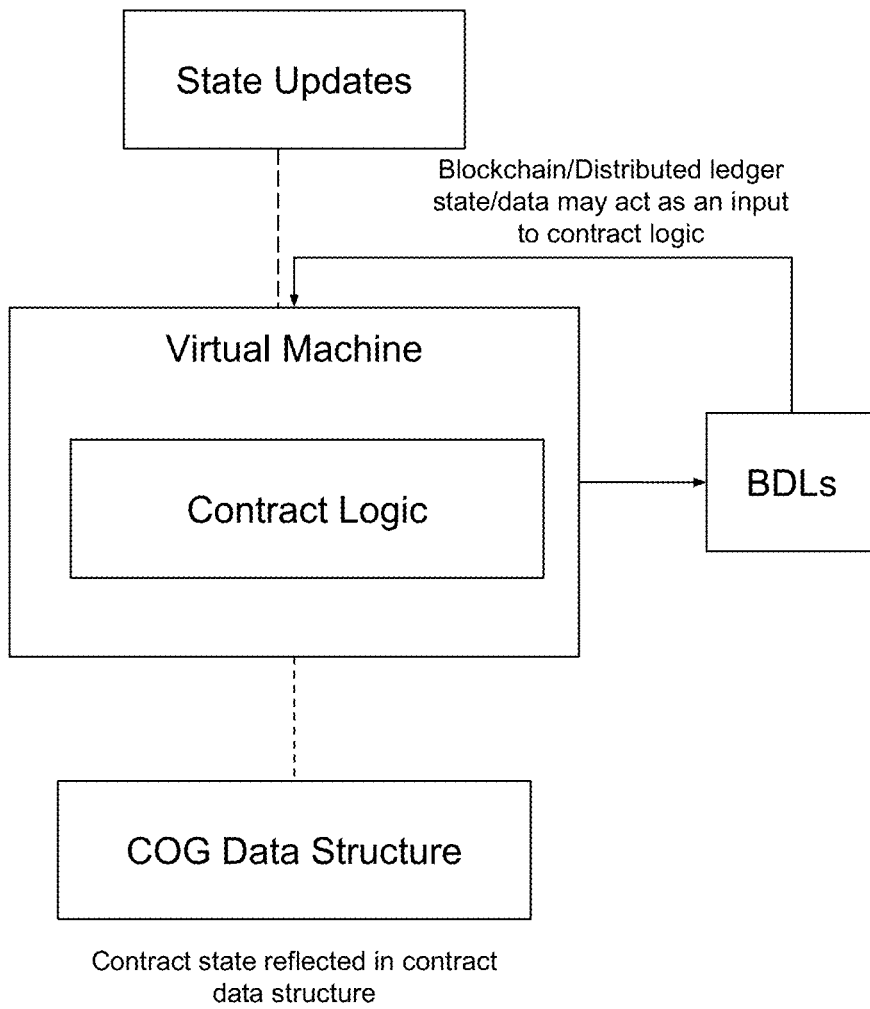 State Updates
Blockchain/Distributed ledger
state/data may act as an input
to contract logic
Virtual Machine
Contract Logic
BDLs
COG Data Structure
Contract state reflected in contract
data structure